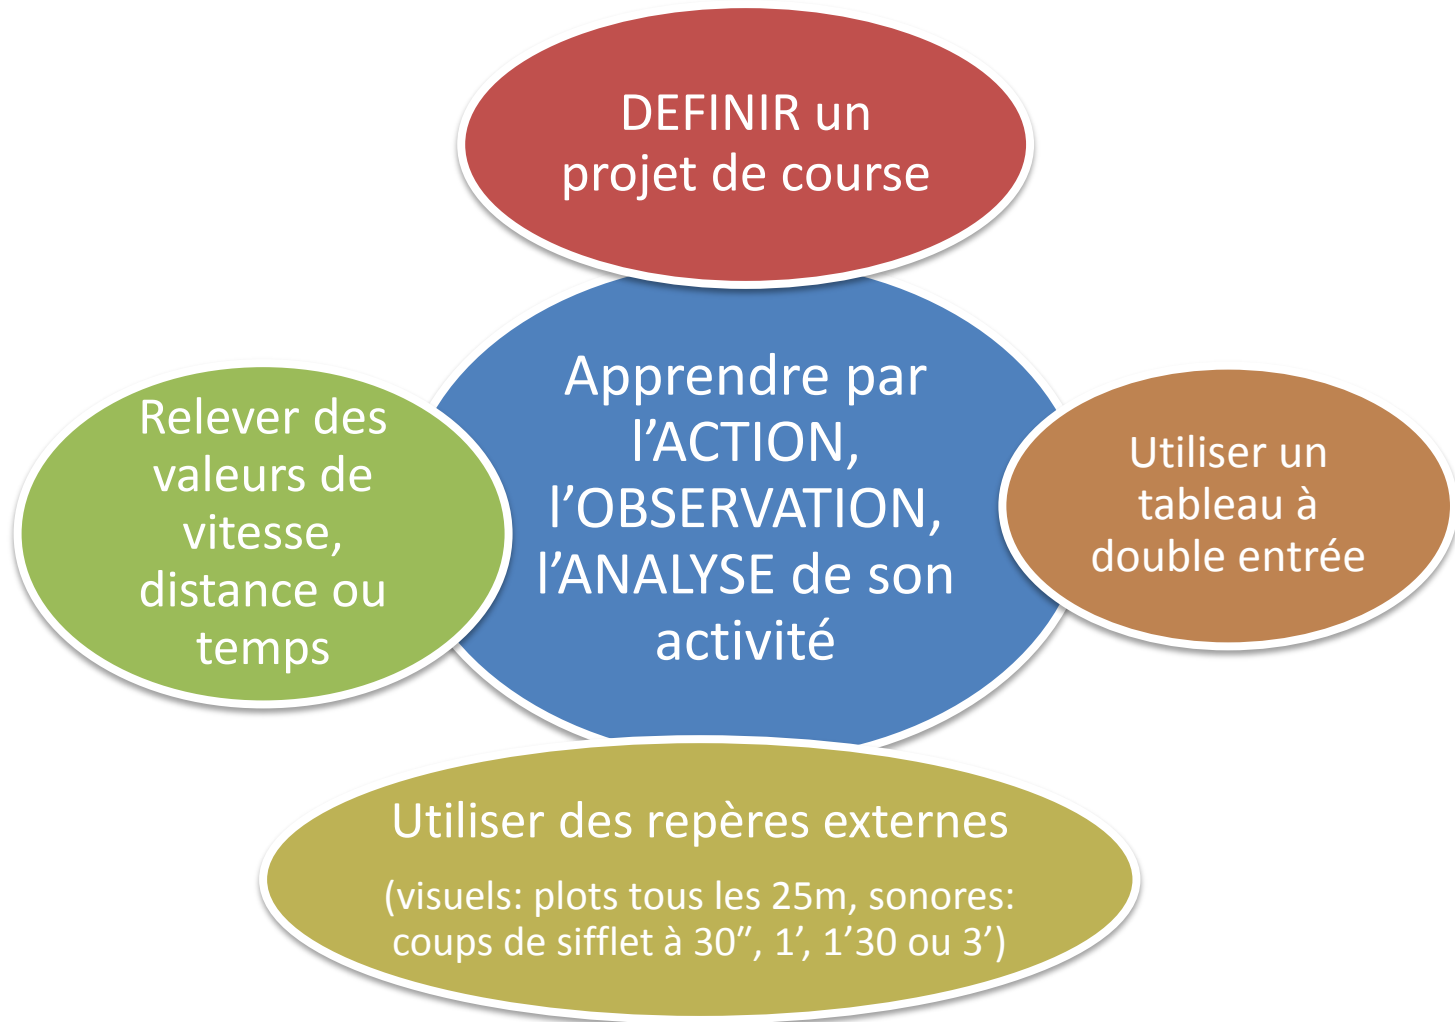 DEFINIR un
projet de course
Apprendre par
l’ACTION,
l’OBSERVATION,
l’ANALYSE de son
activité
Relever des
valeurs de
vitesse,
distance ou
temps
Utiliser un
tableau à
double entrée
Utiliser des repères externes
(visuels: plots tous les 25m, sonores:
coups de sifflet à 30’’, 1’, 1’30 ou 3’)